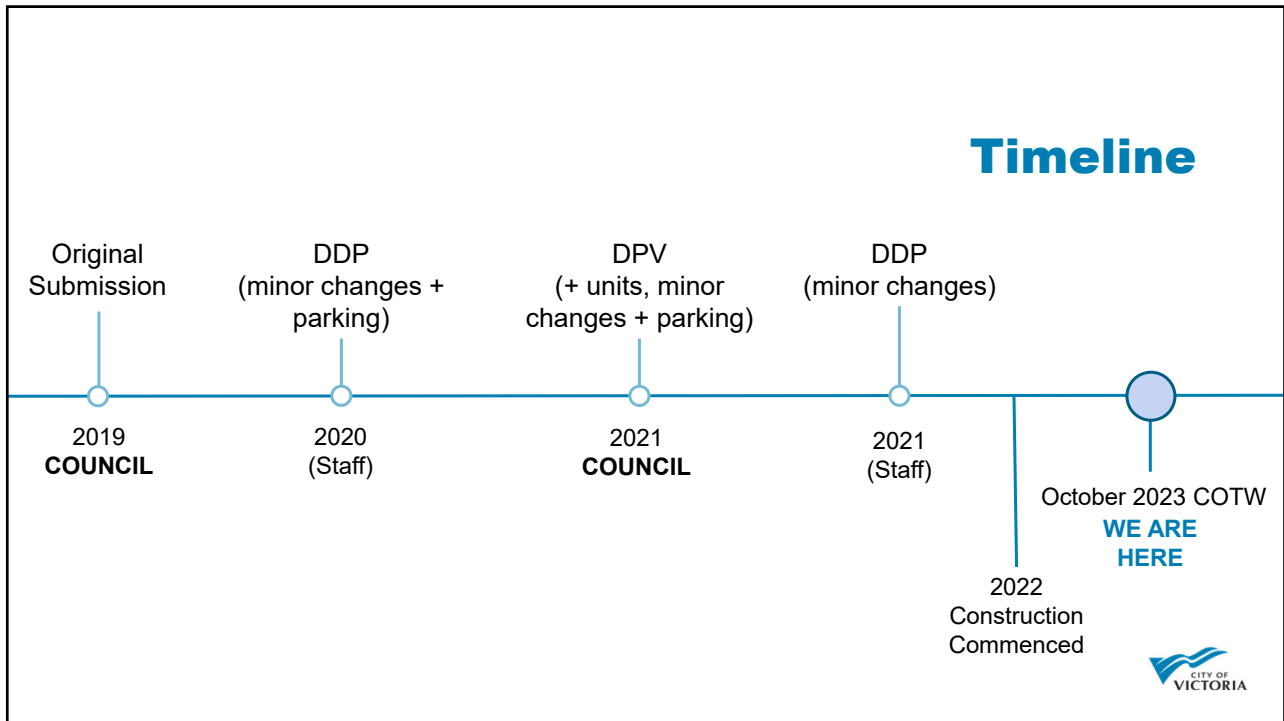 Timeline
Original
Submission
DDP
(minor changes +
parking)
DPV
(+ units, minor
changes + parking)
DDP
(minor changes)
2019
COUNCIL
2020
(Staff)
2021
COUNCIL
2021
(Staff)
2022
Construction
Commenced
October 2023 COTW
WE ARE
HERE
CITY OF
VICTORIA